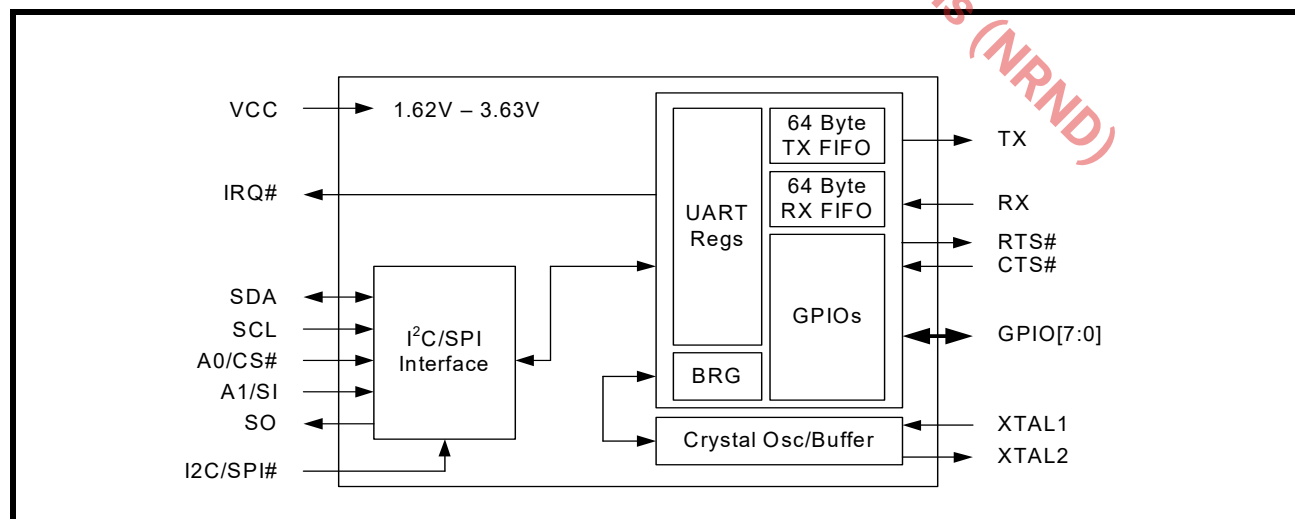 ns (NRND)
VCC
1.62V – 3.63V
IRQ#
SDA
SCL
A0/CS#
A1/SI
SO
I2C/SPI#
I²C/SPI
Interface
UART
Regs
64 Byte
TX FIFO
64 Byte
RX FIFO
GPIOs
BRG
Crystal Osc/Buffer
TX
RX
RTS#
CTS#
GPIO[7:0]
XTAL1
XTAL2